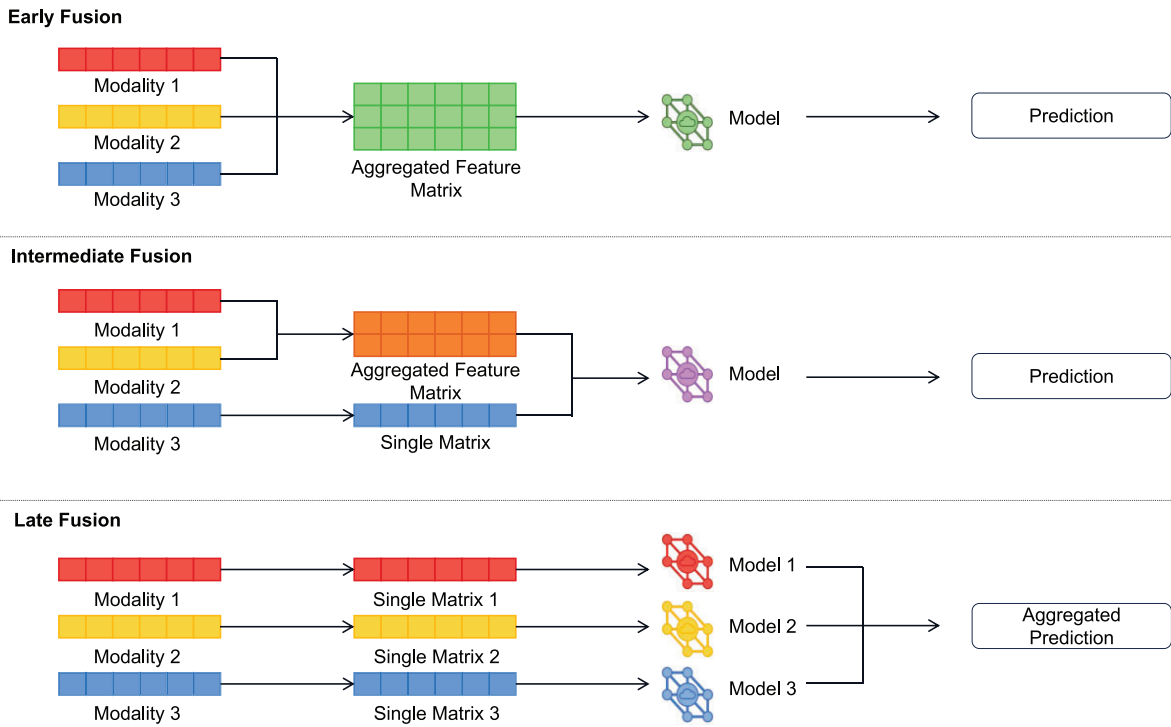 Early Fusion
Modality 1
Modality 2
Modality 3
Aggregated Feature
Matrix
Model
Prediction
Intermediate Fusion
Modality 1
Modality 2
Modality 3
Aggregated Feature
Matrix
Single Matrix
Model
Prediction
Late Fusion
Modality 1
Single Matrix 1
Model 1
Modality 2
Single Matrix 2
Model 2
Modality 3
Single Matrix 3
Model 3
Aggregated
Prediction